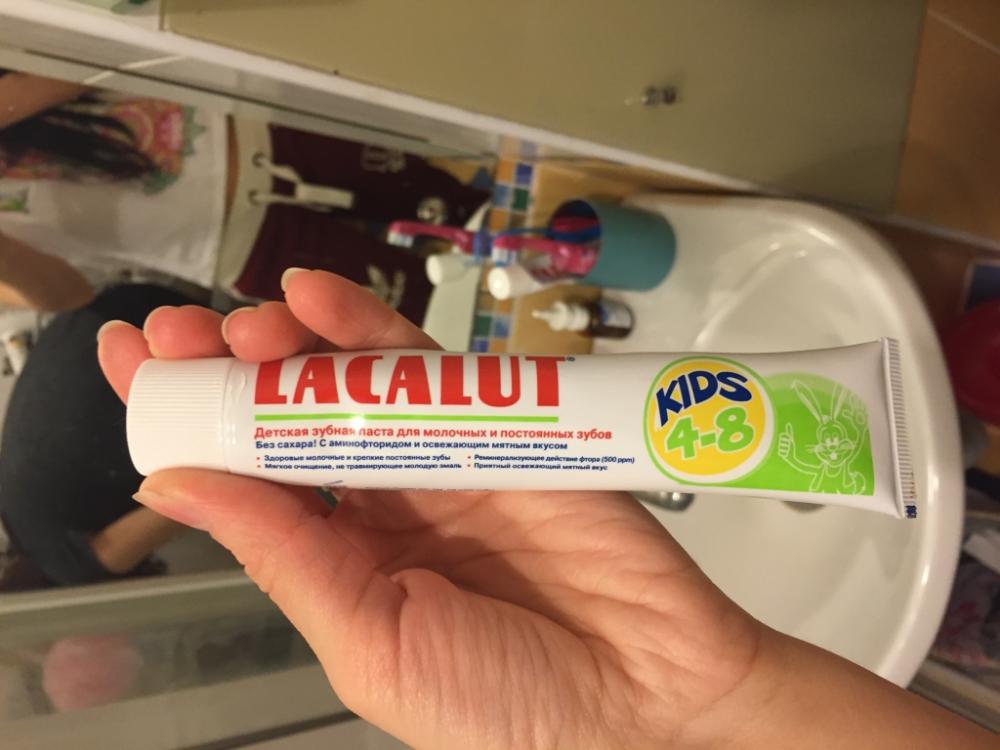 LACALUT®
Детская зубная паста для молочных и постоянных зубов
Без сахара! С аминофторидом и освежающим мятным вкусом
• Здоровые молочные и крепкие постоянные зубы
• Мягкое очищение, не травмирующее молодую эмаль
• Реминерализующее действие фтора (500 ppm)
• Приятный освежающий мятный вкус
KIDS
4-8